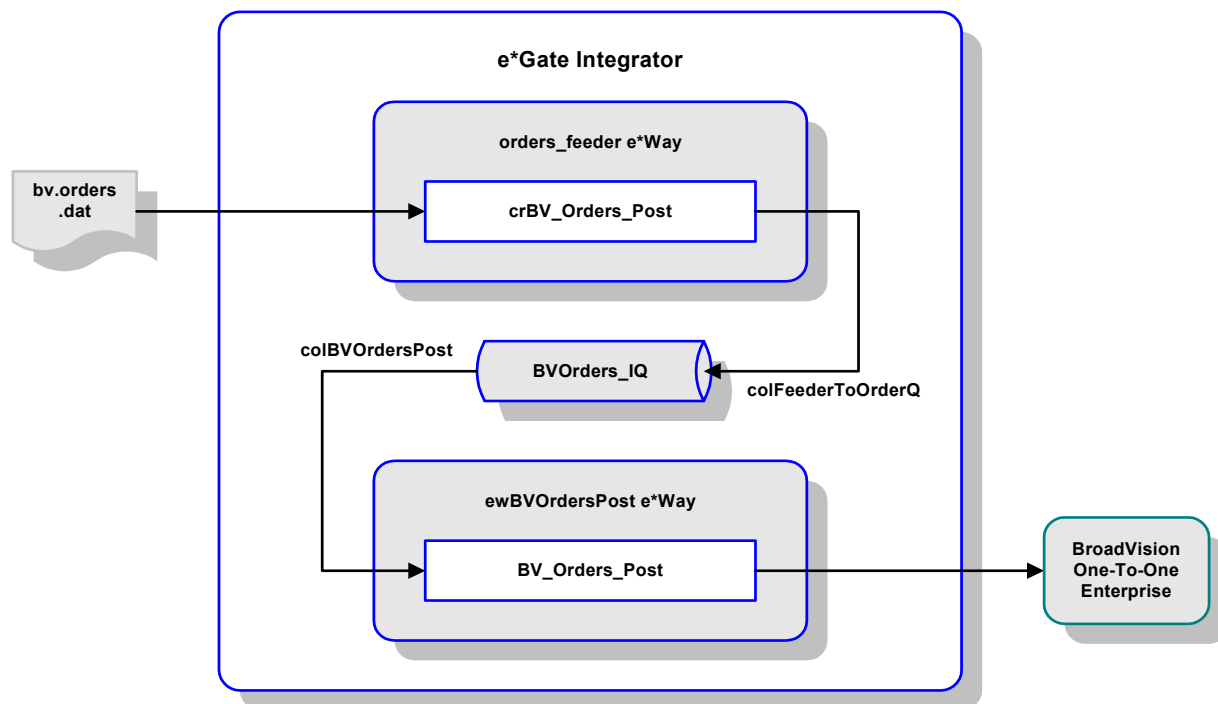 e*Gate Integrator
orders_feeder e*Way
bv.orders
.dat
crBV_Orders_Post
colBVOrdersPost
BVOrders_IQ
colFeederToOrderQ
ewBVOrdersPost e*Way
BV_Orders_Post
BroadVision
One-To-One
Enterprise